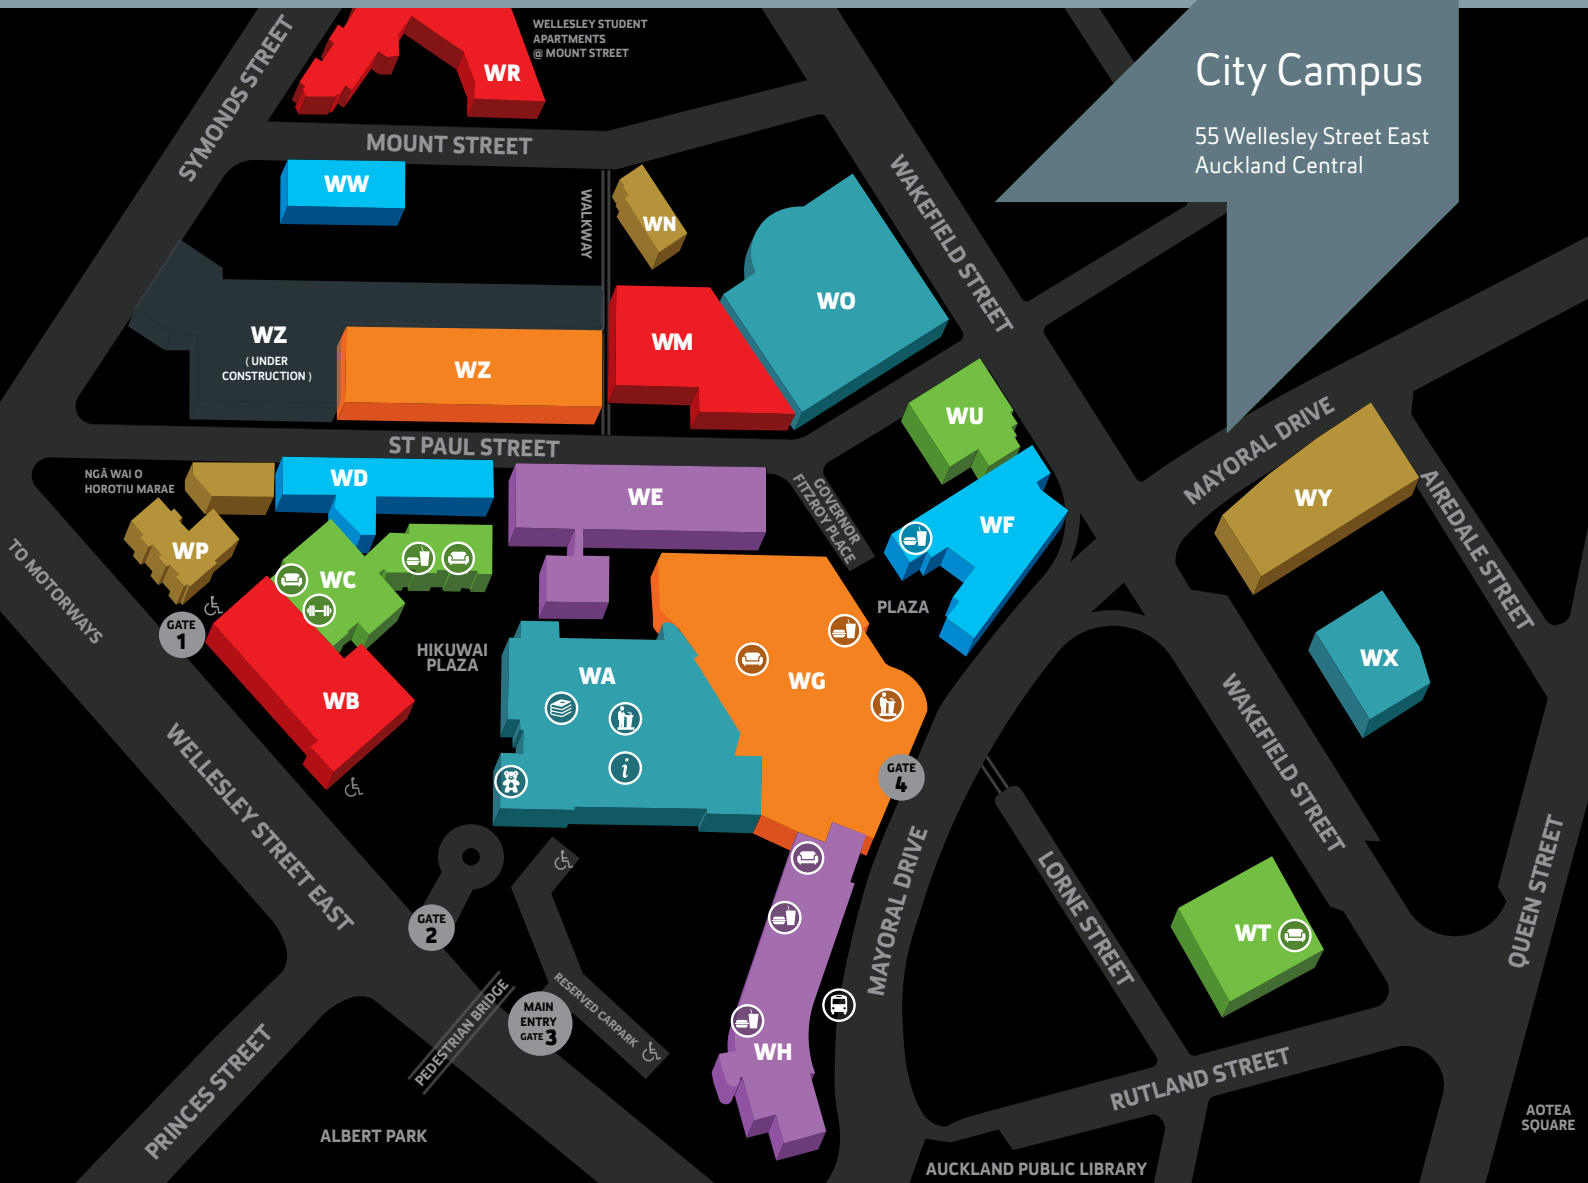 City Campus
55 Wellesley Street East
Auckland Central
WELLESLEY STUDENT
APARTMENTS
@ MOUNT STREET
WR
SYMONDS STREET
MOUNT STREET
WW
WALKWAY
WN
WAKEFIELD STREET
WO
WZ
( UNDER
CONSTRUCTION )
WZ
WM
WU
MAYORAL DRIVE
ST PAUL STREET
NGĀ WAI O
HOROTIU MARAE
WD
WE
GOVERNOR
FITZROY PLACE
WF
WY
AIREDALE STREET
TO MOTORWAYS
WP
WC
GATE
1
HIKUWAI
PLAZA
PLAZA
WA
WG
WX
WB
i
GATE
4
WAKEFIELD STREET
WELLESLEY STREET EAST
MAYORAL DRIVE
LORNE STREET
QUEEN STREET
WT
GATE
2
PEDESTRIAN BRIDGE
MAIN
ENTRY
GATE 3
RESERVED CARPARK
WH
PRINCES STREET
RUTLAND STREET
ALBERT PARK
AOTEA
SQUARE
AUCKLAND PUBLIC LIBRARY